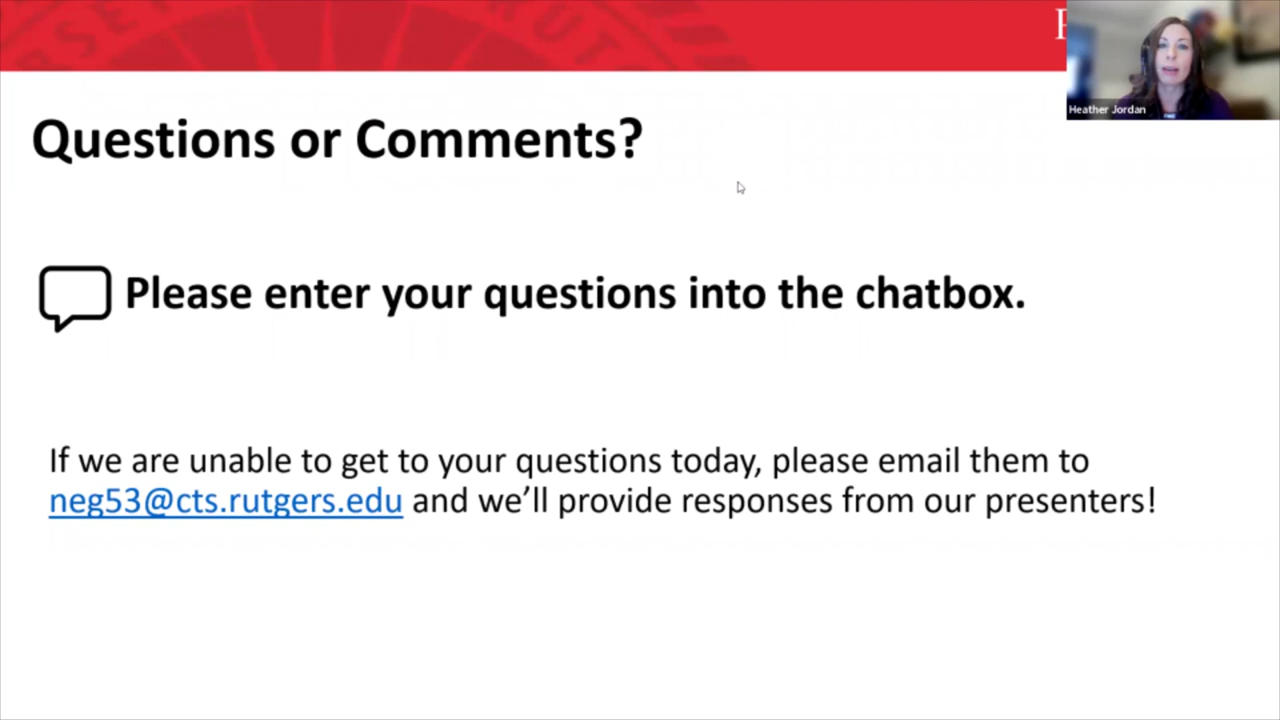 Heather Jordan
Questions or Comments?
Please enter your questions into the chatbox.
If we are unable to get to your questions today, please email them to
neg53@cts.rutgers.edu and we’ll provide responses from our presenters!